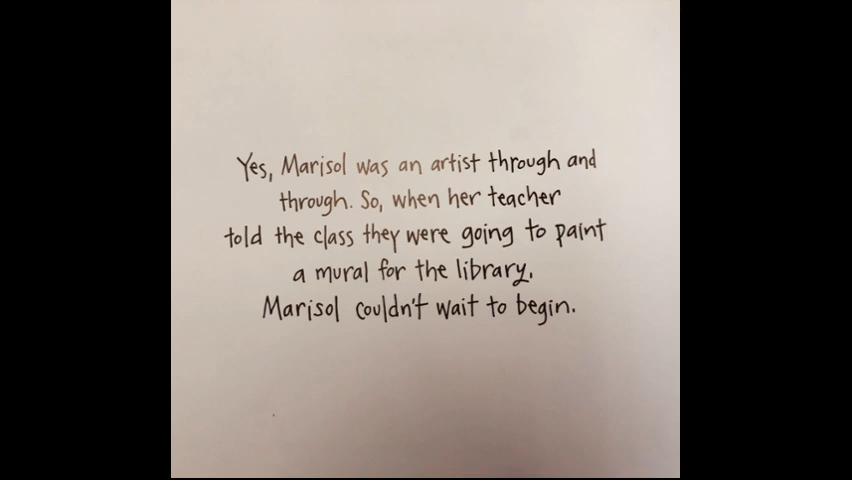 Yes, Marisol was an artist through and
through. So, when her teacher
told the class they were going to paint
a mural for the library,
Marisol couldn't wait to begin.